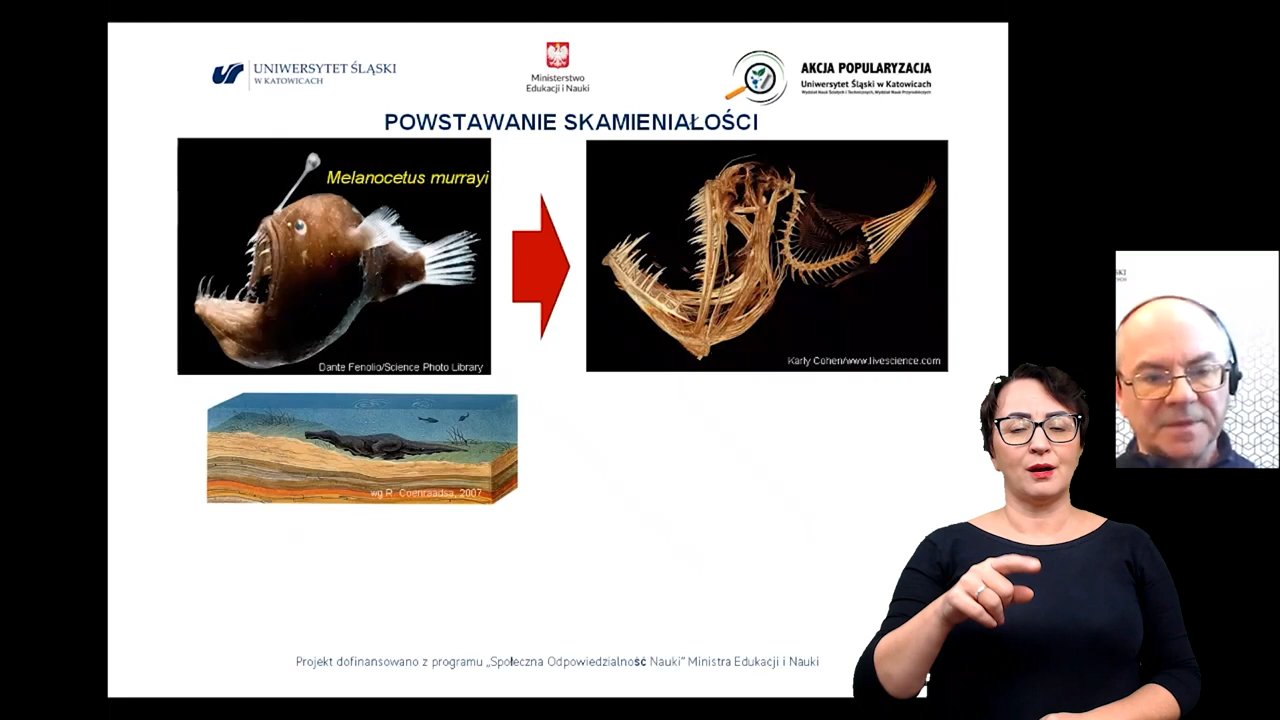 UNIWERSYTET ŚLĄSKI
W KATOWICACH
Ministerstwo
Edukacji i Nauki
AKCJA POPULARYZACJA
Uniwersytet Śląski w Katowicach
Wydział Nauk Ścisłych i Technicznych, Wydział Nauk Przyrodniczych
POWSTAWANIE SKAMIENIAŁOŚCI
Melanocetus murrayi
Dante Fenolio/Science Photo Library
Karly Cohen/www.livescience.com
wg R. Coenraadsa, 2007
Projekt dofinansowano z programu „Społeczna Odpowiedzialność Nauki” Ministra Edukacji i Nauki